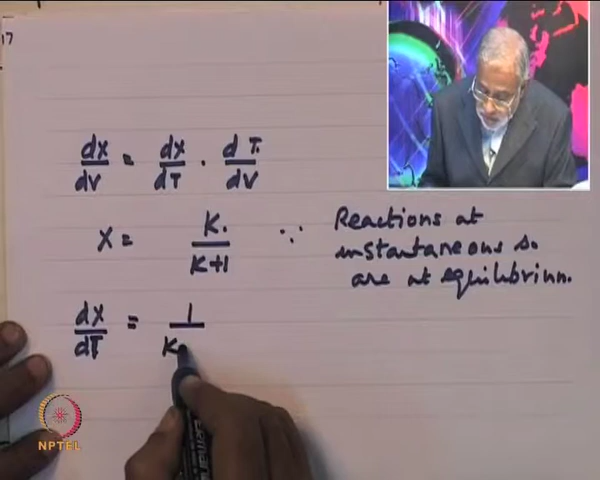 17
dx/dV = dx/dT . dT/dV
x = K/K+1 ∵ Reactions at
instantaneous so
are at equilibrium.
dx/dT = 1/K
NPTEL